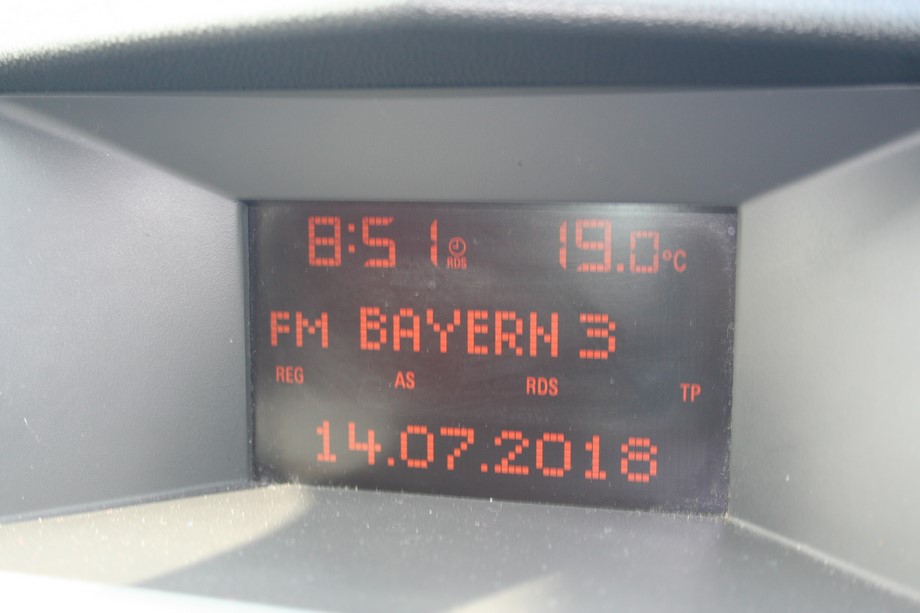 8:51 RDS 19.0°C
FM BAYERN 3
REG AS RDS TP
14.07.2018